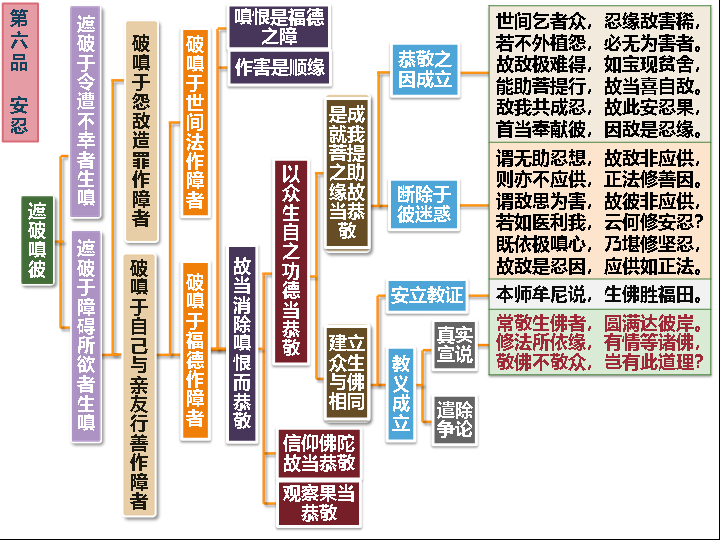 第六品 安忍
遮破嗔彼
遮破于令遭不幸者生嗔
遮破于障碍所欲者生嗔
破嗔于怨敌造罪作障者
破嗔于自己与亲友行善作障者
破嗔于世间法作障者
破嗔于福德作障者
嗔恨是福德
之障
作害是顺缘
故当消除嗔恨而恭敬
以众生自之功德当恭敬
信仰佛陀
故当恭敬
观察果当
恭敬
是就善之缘当
成我提助故恭敬
建立
众生
与佛
相同
恭敬之
因成立
断除于
彼迷惑
安立教证
教义成立
真实
宣说
遣除
争论
世间乞者众，忍缘敌害稀，
若不外植怨，必无为害者。
故敌极难得，如宝现贫舍，
能助菩提行，故当喜自敌。
敌我共成忍，故此安忍果，
首当奉献彼，因敌是忍缘。
谓无助忍想，故敌非应供，
则亦不应供，正法修善因。
谓敌思为害，故彼非应供，
若如医利我，云何修安忍？
既依极嗔心，乃堪修坚忍，
故敌是忍因，应供如正法。
本师牟尼说，生佛胜福田。
常敬生佛者，圆满达彼岸。
修法所依缘，有情等诸佛，
敬佛不敬众，岂有此道理？